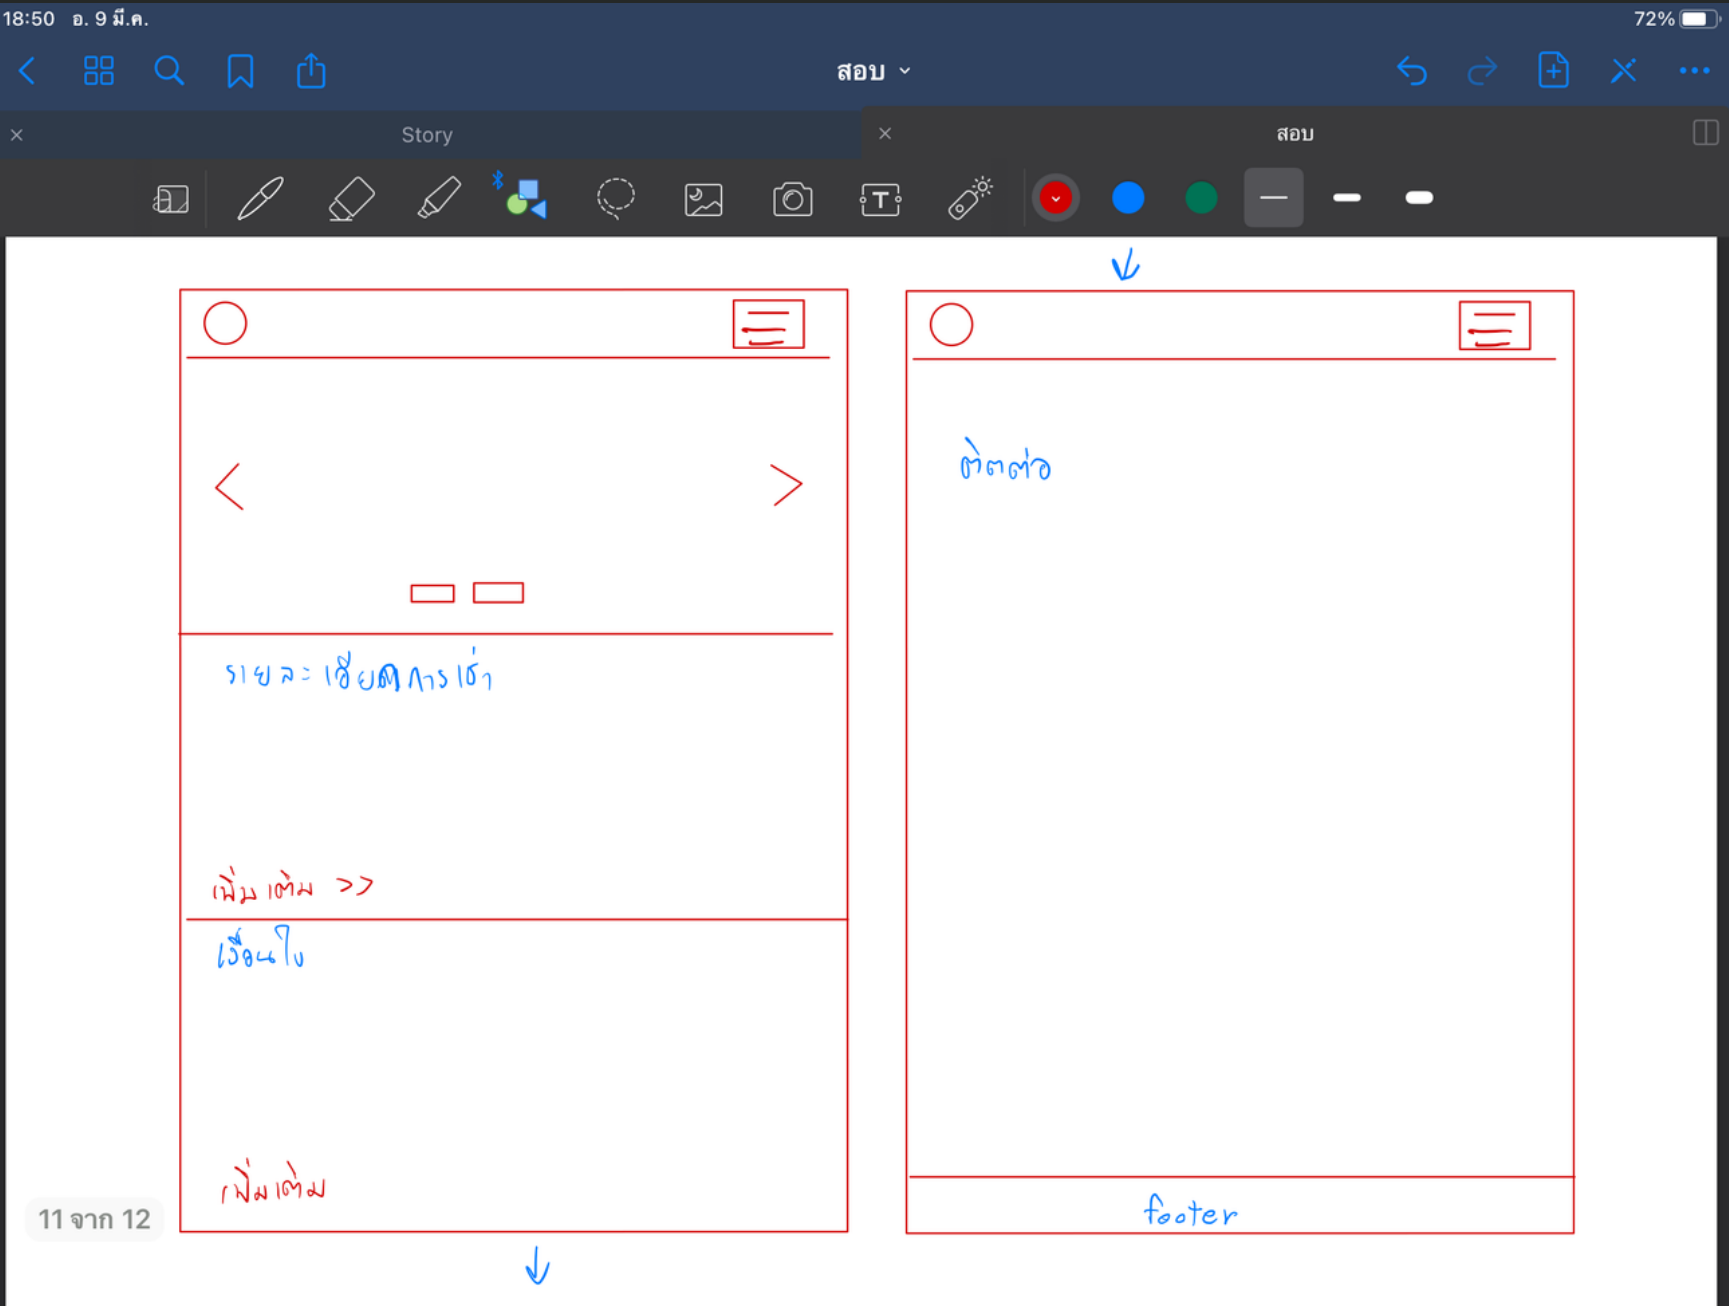 18:50 อ. 9 มี.ค.
72%
สอบ
Story
สอบ
รายละเอียดการเช่า
เพิ่มเติม >>
เงื่อนไข
เพิ่มเติม
ติดต่อ
footer
11 จาก 12